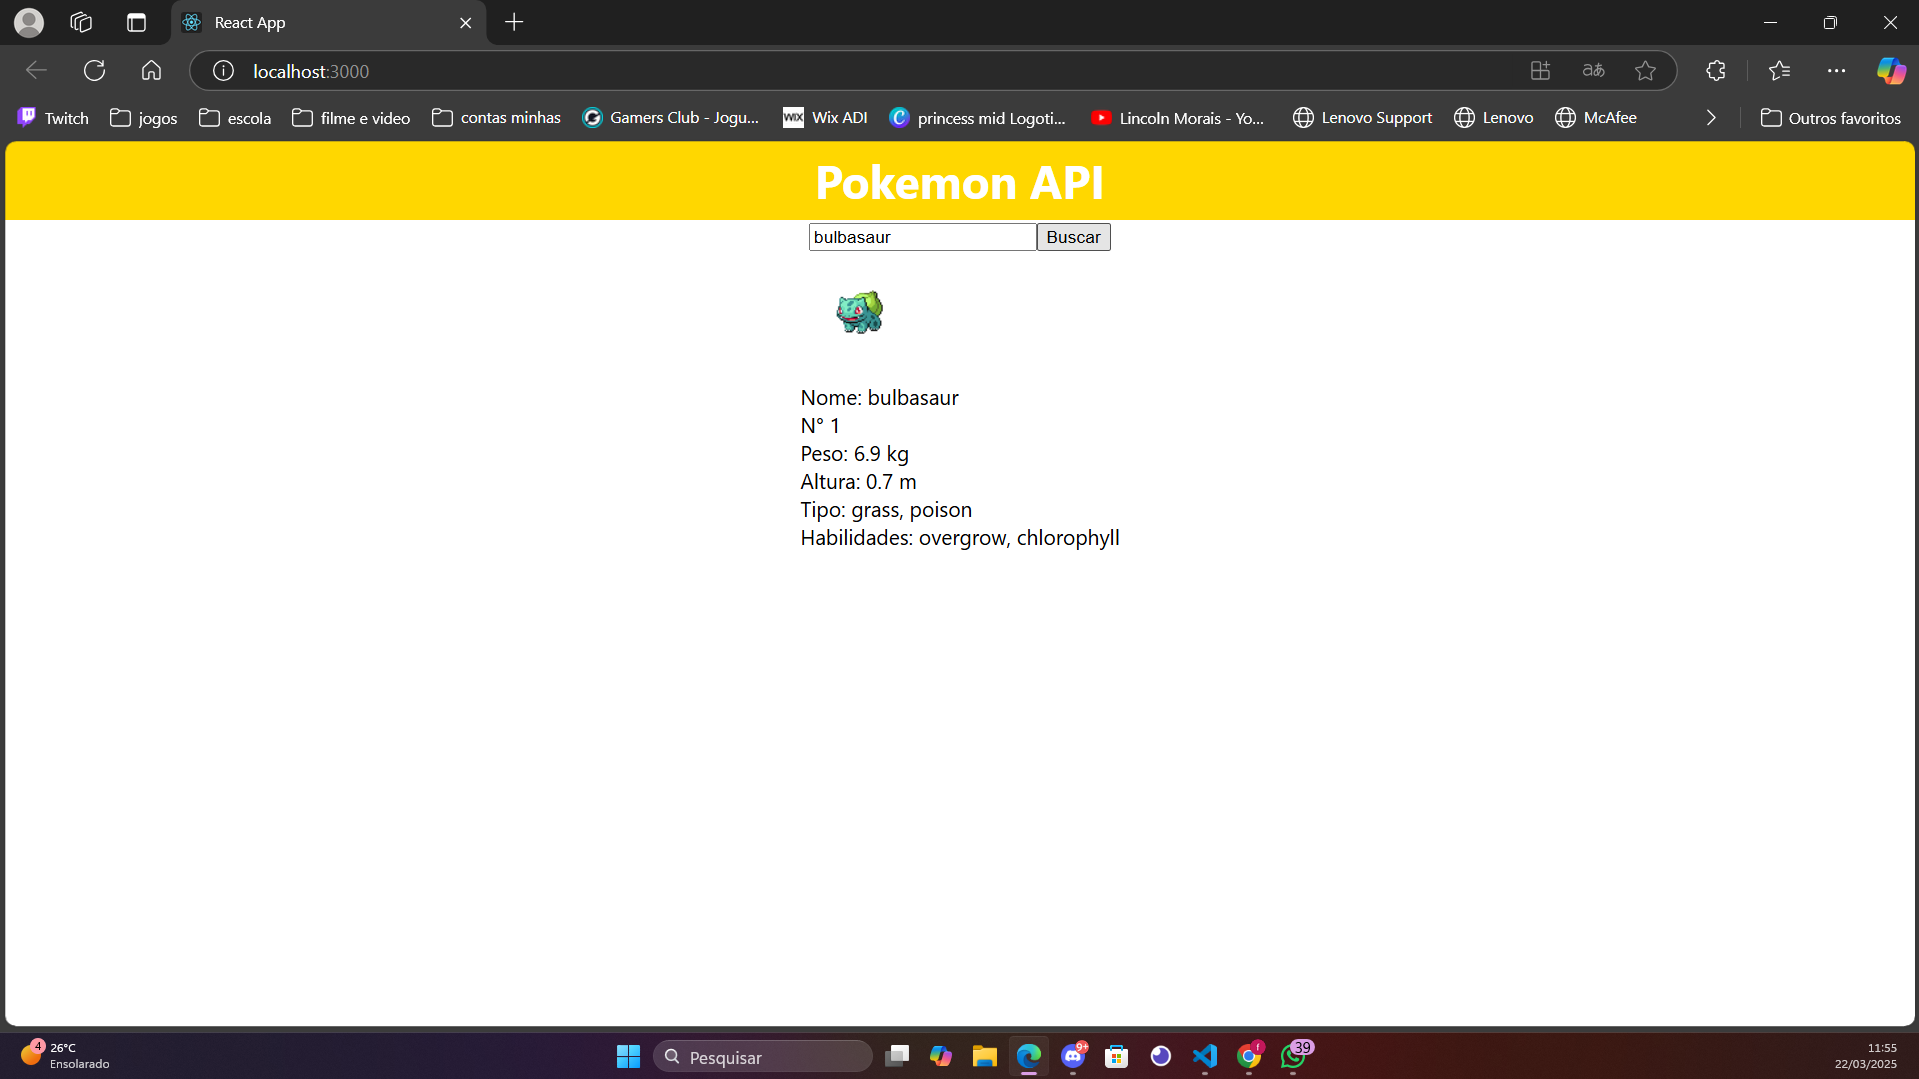 React App
localhost:3000
aあ
Twitch
jogos
escola
filme e video
contas minhas
Gamers Club - Jogu...
WIX
Wix ADI
princess mid Logoti...
Lincoln Morais - Yo...
Lenovo Support
Lenovo
McAfee
Outros favoritos
Pokemon API
bulbasaur
Buscar
Nome: bulbasaur
N° 1
Peso: 6.9 kg
Altura: 0.7 m
Tipo: grass, poison
Habilidades: overgrow, chlorophyll
4
26°C
Ensolarado
Pesquisar
9+
f
39
11:55
22/03/2025